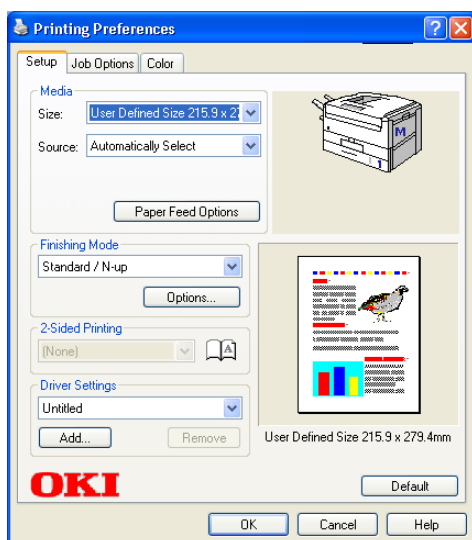 Printing Preferences
Setup Job Options Color
Media
Size: User Defined Size 215.9 x 2
Source: Automatically Select
Paper Feed Options
M
1
Finishing Mode
Standard / N-up
Options...
2-Sided Printing
(None)
A
Driver Settings
Untitled
Add... Remove
User Defined Size 215.9 x 279.4mm
OKI
Default
OK Cancel Help